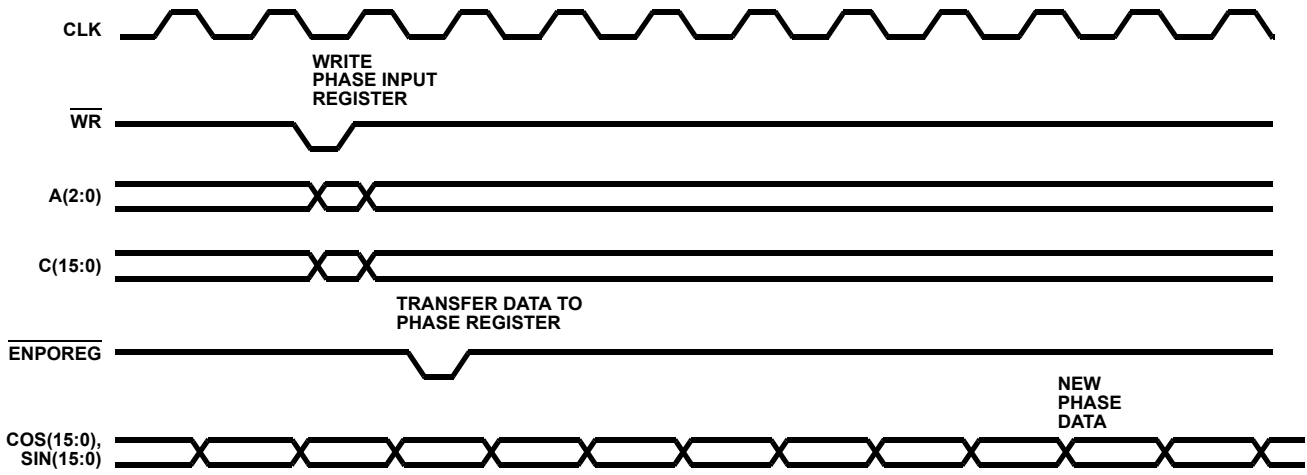 CLK
WRITE
PHASE INPUT
REGISTER
WR
A(2:0)
C(15:0)
TRANSFER DATA TO
PHASE REGISTER
ENPOREG
NEW
PHASE
DATA
COS(15:0),
SIN(15:0)